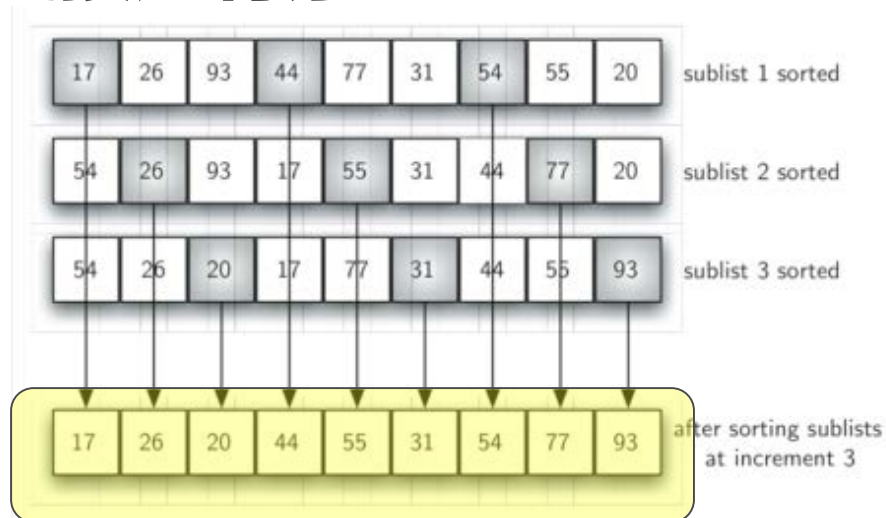 17 26 93 44 77 31 54 55 20 sublist 1 sorted
54 26 93 17 55 31 44 77 20 sublist 2 sorted
54 26 20 17 77 31 44 55 93 sublist 3 sorted
17 26 20 44 55 31 54 77 93 after sorting sublists
at increment 3